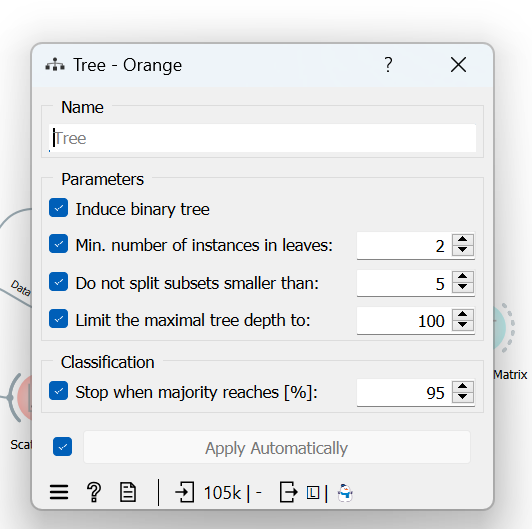 Tree - Orange
?
Name
Tree
Parameters
Induce binary tree
Min. number of instances in leaves: 2
Do not split subsets smaller than: 5
Limit the maximal tree depth to: 100
Classification
Stop when majority reaches [%]: 95
Apply Automatically
? 105k | - L |
Data
Matrix
Scat